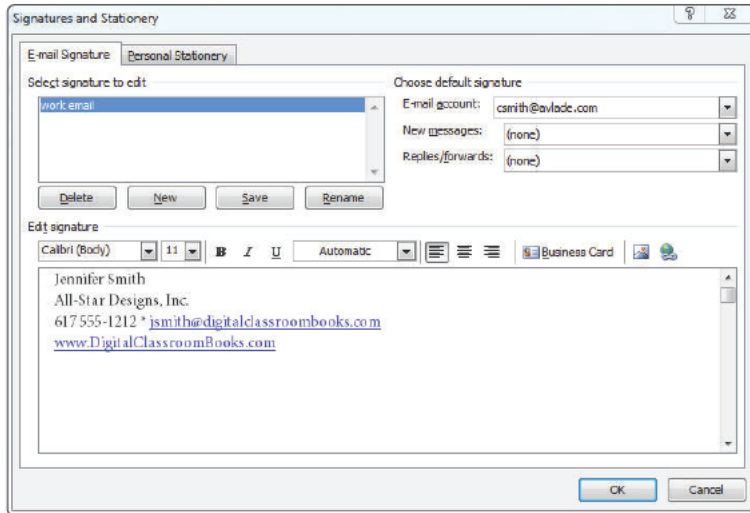 Signatures and Stationery
E-mail Signature
Personal Stationery
Select signature to edit
work email
Delete
New
Save
Rename
Choose default signature
E-mail account: csmith@avlade.com
New messages: (none)
Replies/forwards: (none)
Edit signature
Calibri (Body) 11 B I U Automatic Business Card
Jennifer Smith
All-Star Designs, Inc.
617 555-1212 * jsmith@digitalclassroombooks.com
www.DigitalClassroomBooks.com
OK
Cancel